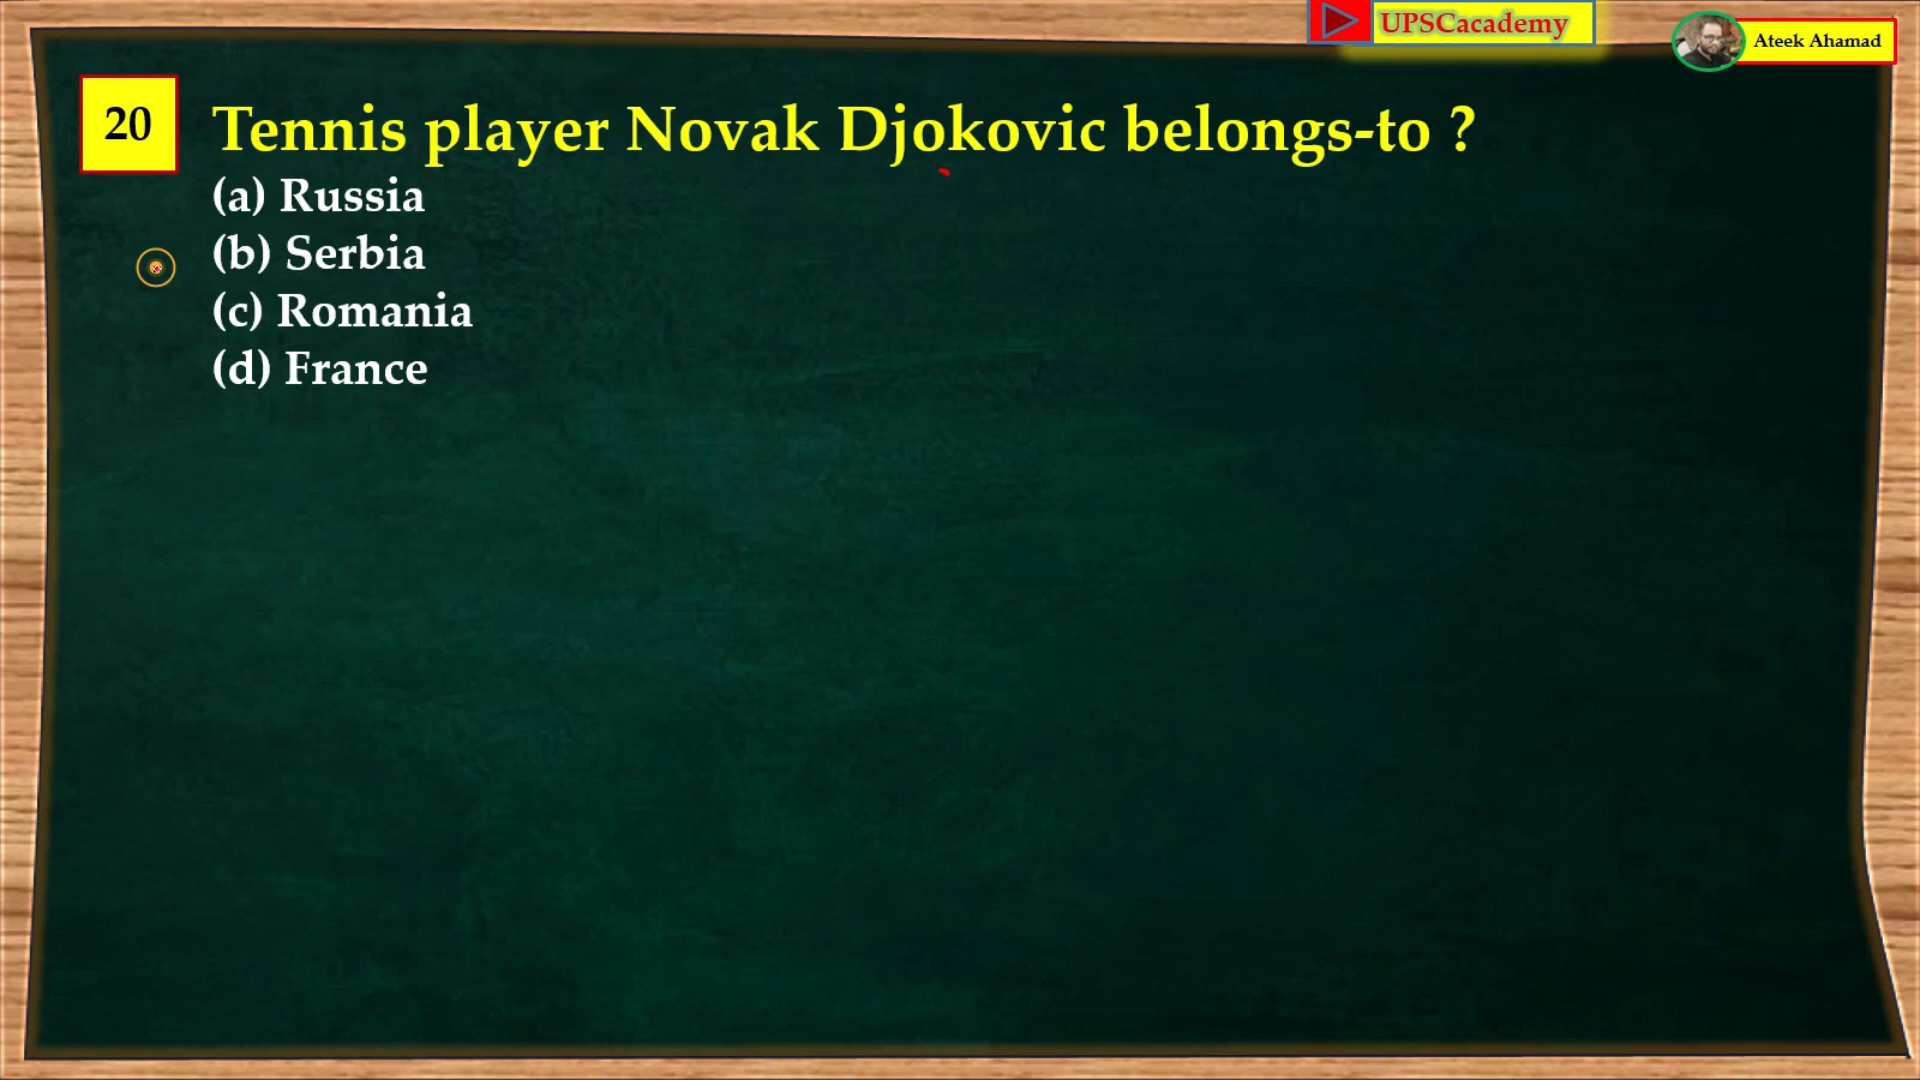 UPSCacademy
Ateek Ahamad
20
Tennis player Novak Djokovic belongs-to ?
(a) Russia
(b) Serbia
(c) Romania
(d) France